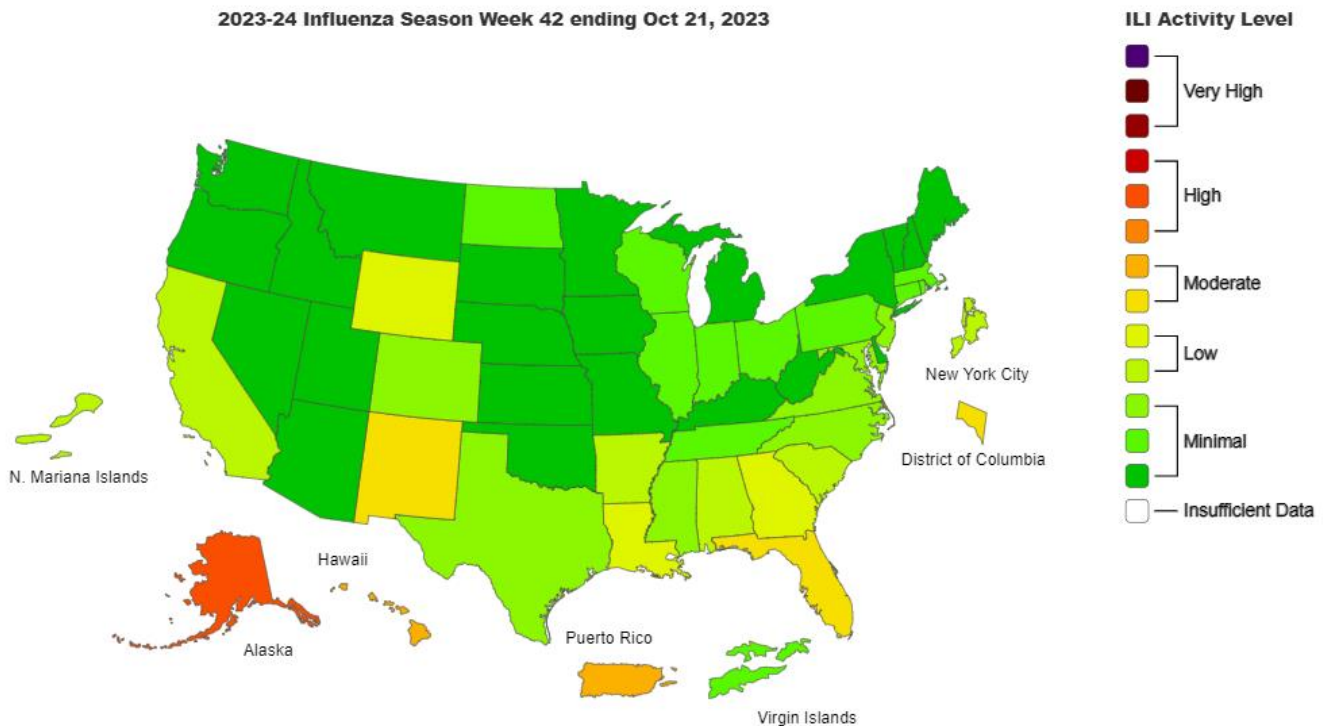 2023-24 Influenza Season Week 42 ending Oct 21, 2023
ILI Activity Level
Very High
High
Moderate
Low
Minimal
Insufficient Data
New York City
District of Columbia
N. Mariana Islands
Hawaii
Alaska
Puerto Rico
Virgin Islands